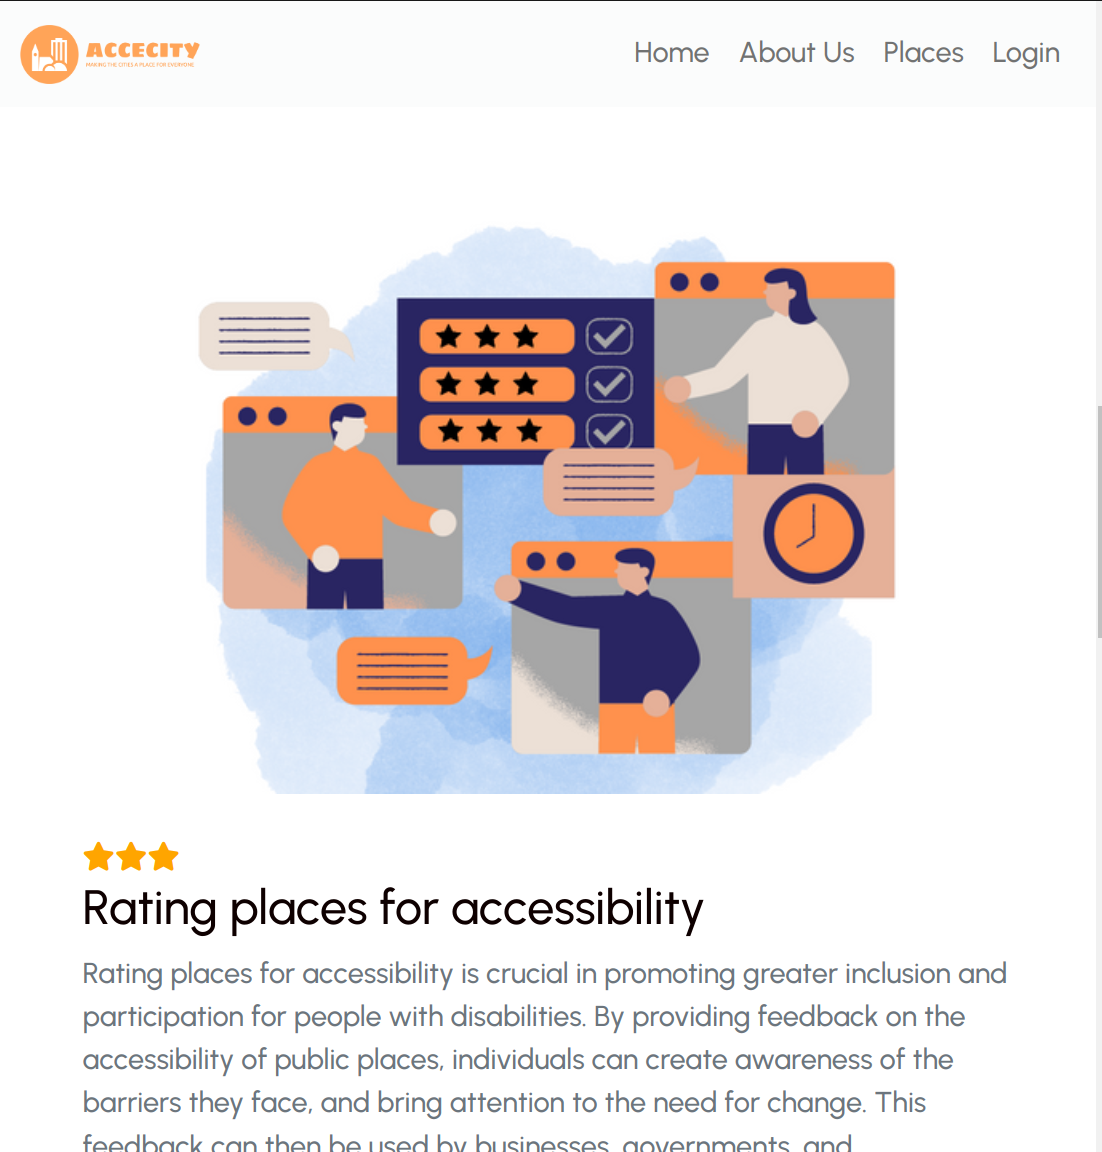 ACCECITY
MAKING THE CITIES A PLACE FOR EVERYONE
Home About Us Places Login
Rating places for accessibility
Rating places for accessibility is crucial in promoting greater inclusion and
participation for people with disabilities. By providing feedback on the
accessibility of public places, individuals can create awareness of the
barriers they face, and bring attention to the need for change. This
feedback can then be used by businesses, governments, and